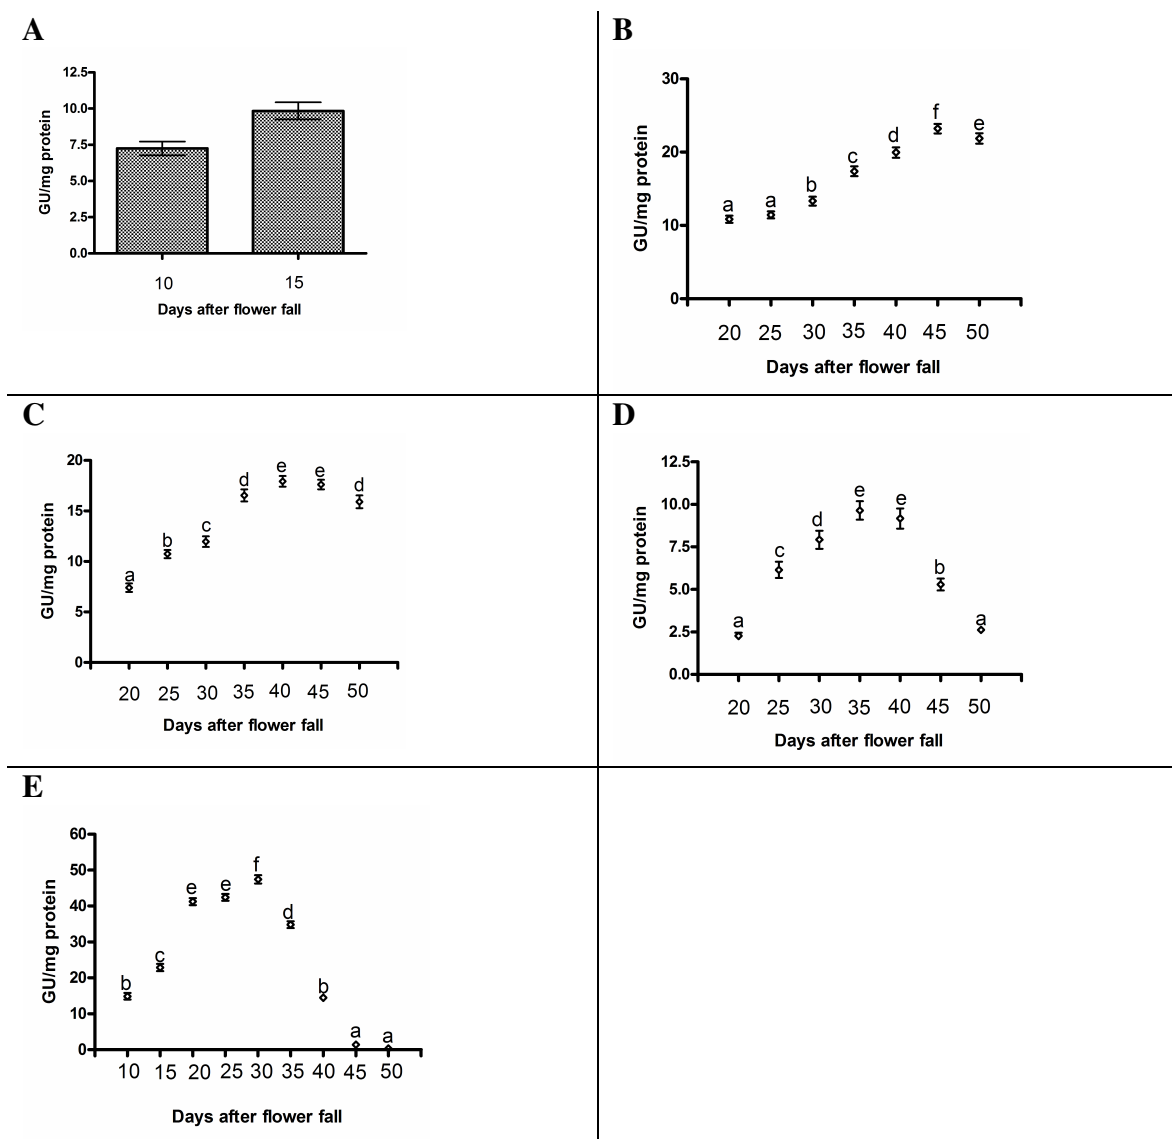 A
12.5
10.0
7.5
5.0
2.5
0.0
GU/mg protein
10 15
Days after flower fall
B
30
20
10
0
GU/mg protein
a a b c d f e
20 25 30 35 40 45 50
Days after flower fall
C
20
15
10
5
0
GU/mg protein
a b c d e e d
20 25 30 35 40 45 50
Days after flower fall
D
12.5
10.0
7.5
5.0
2.5
0.0
GU/mg protein
a c d e e b a
20 25 30 35 40 45 50
Days after flower fall
E
60
50
40
30
20
10
0
GU/mg protein
b c e e f d b a a
10 15 20 25 30 35 40 45 50
Days after flower fall